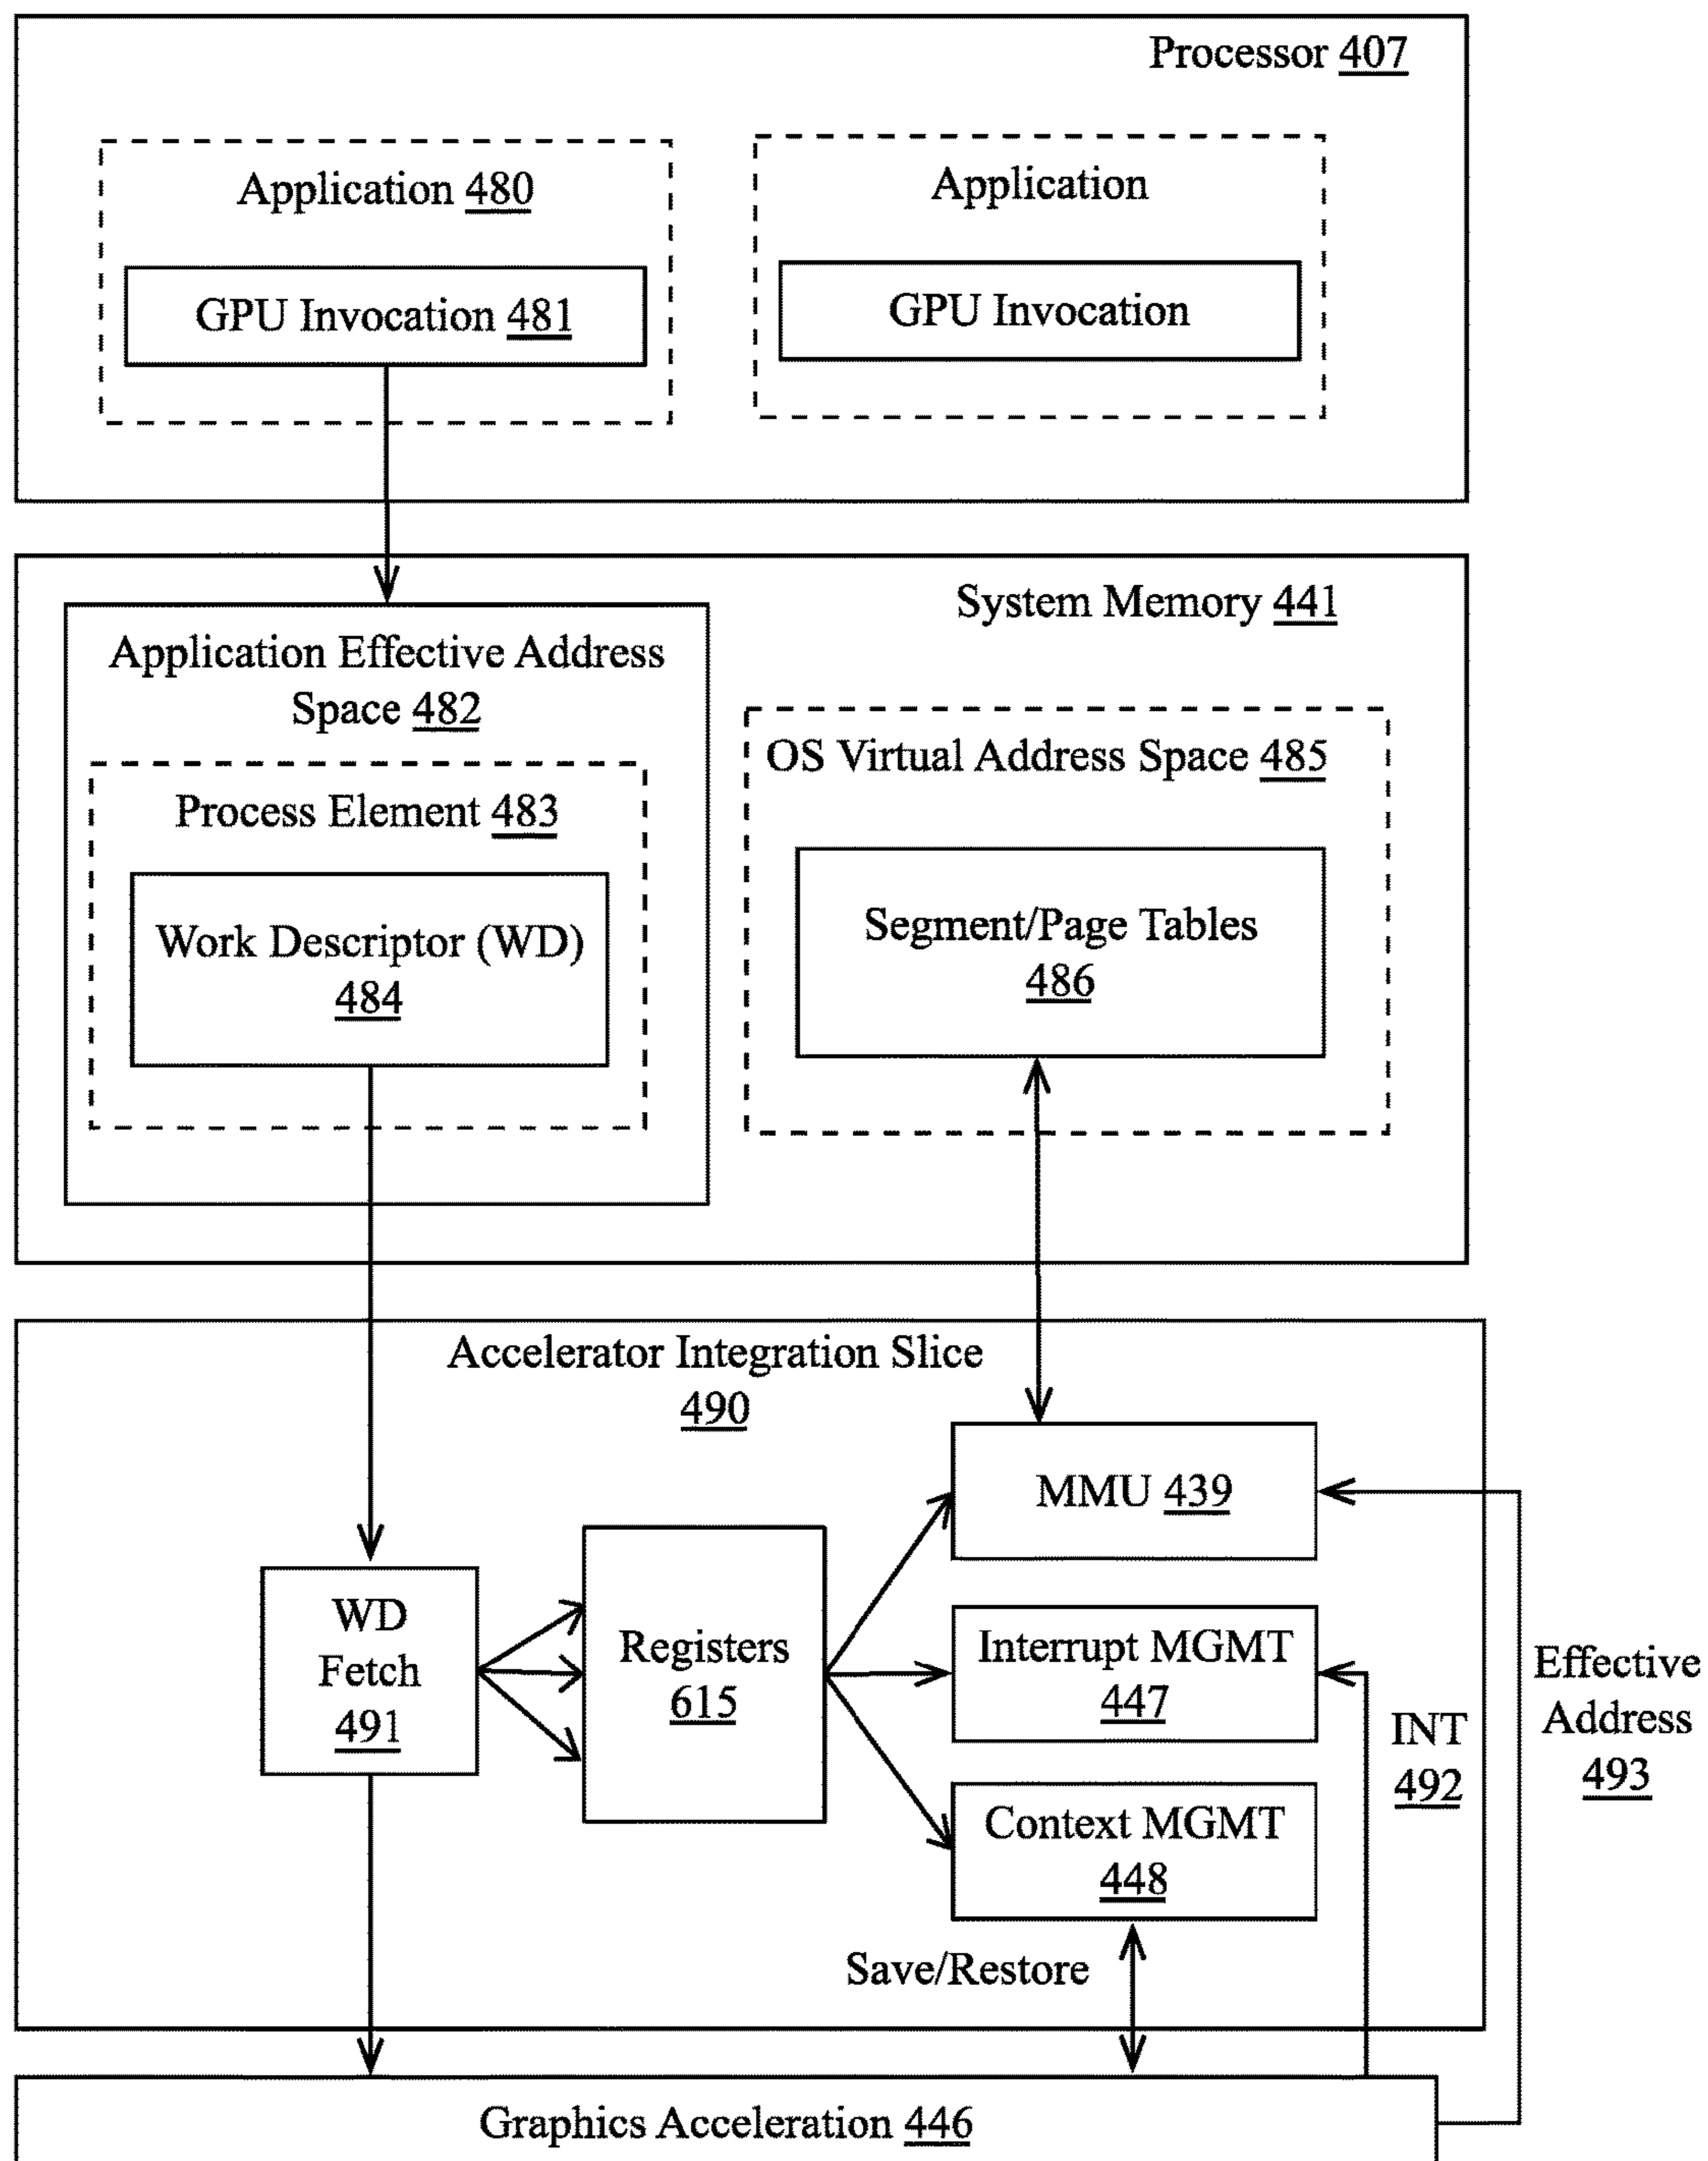 Processor 407
Application 480
GPU Invocation 481
Application
GPU Invocation
System Memory 441
Application Effective Address
Space 482
Process Element 483
Work Descriptor (WD)
484
OS Virtual Address Space 485
Segment/Page Tables
486
Accelerator Integration Slice
490
WD
Fetch
491
Registers
615
MMU 439
Interrupt MGMT
447
Context MGMT
448
Save/Restore
INT
492
Effective
Address
493
Graphics Acceleration 446